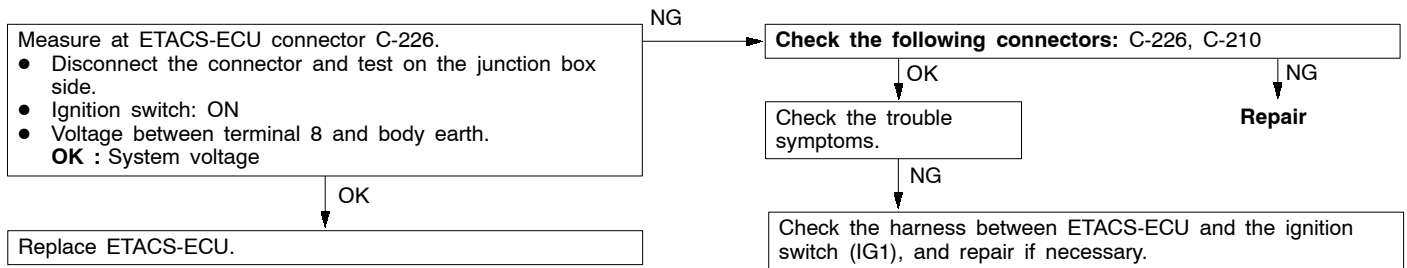 Measure at ETACS-ECU connector C-226.
● Disconnect the connector and test on the junction box
side.
● Ignition switch: ON
● Voltage between terminal 8 and body earth.
OK : System voltage
NG
OK
Replace ETACS-ECU.
Check the following connectors: C-226, C-210
OK
NG
Check the trouble
symptoms.
Repair
NG
Check the harness between ETACS-ECU and the ignition
switch (IG1), and repair if necessary.